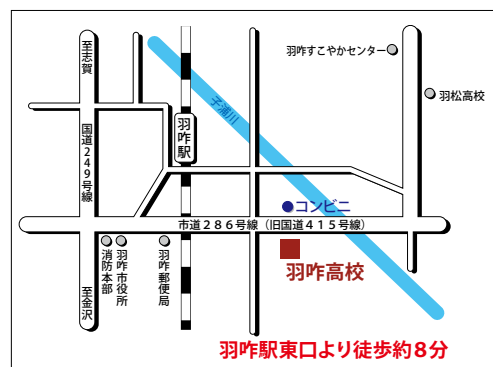 至志賀
国道249号線
至金沢
羽咋駅
子浦川
羽咋すこやかセンター
羽松高校
コンビニ
市道286号線（旧国道415号線）
消防本部
羽咋市役所
羽咋郵便局
羽咋高校
羽咋駅東口より徒歩約8分